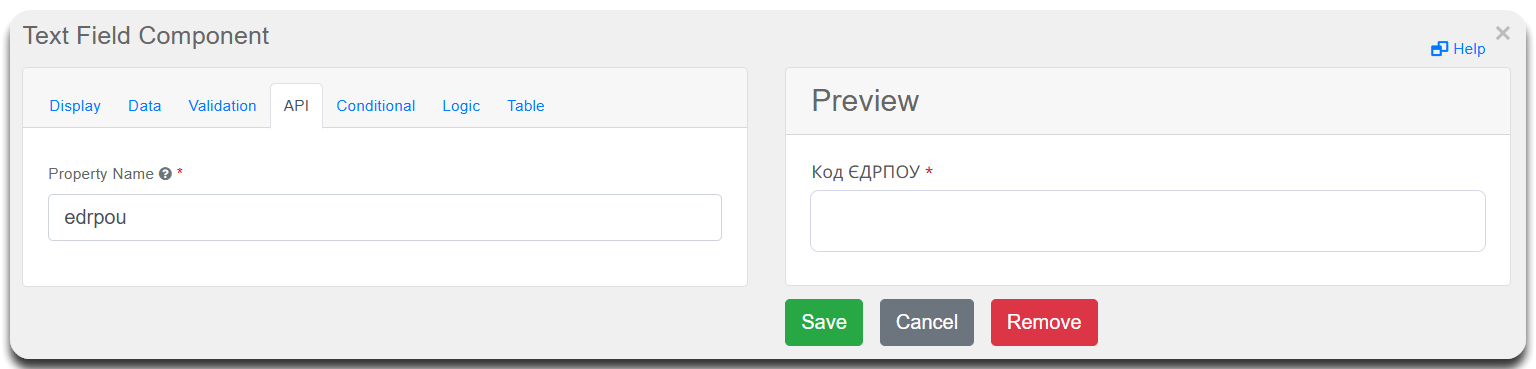 Text Field Component
×
Help
Display Data Validation API Conditional Logic Table
Property Name ? *
edrpou
Preview
Код ЄДРПОУ *
Save Cancel Remove